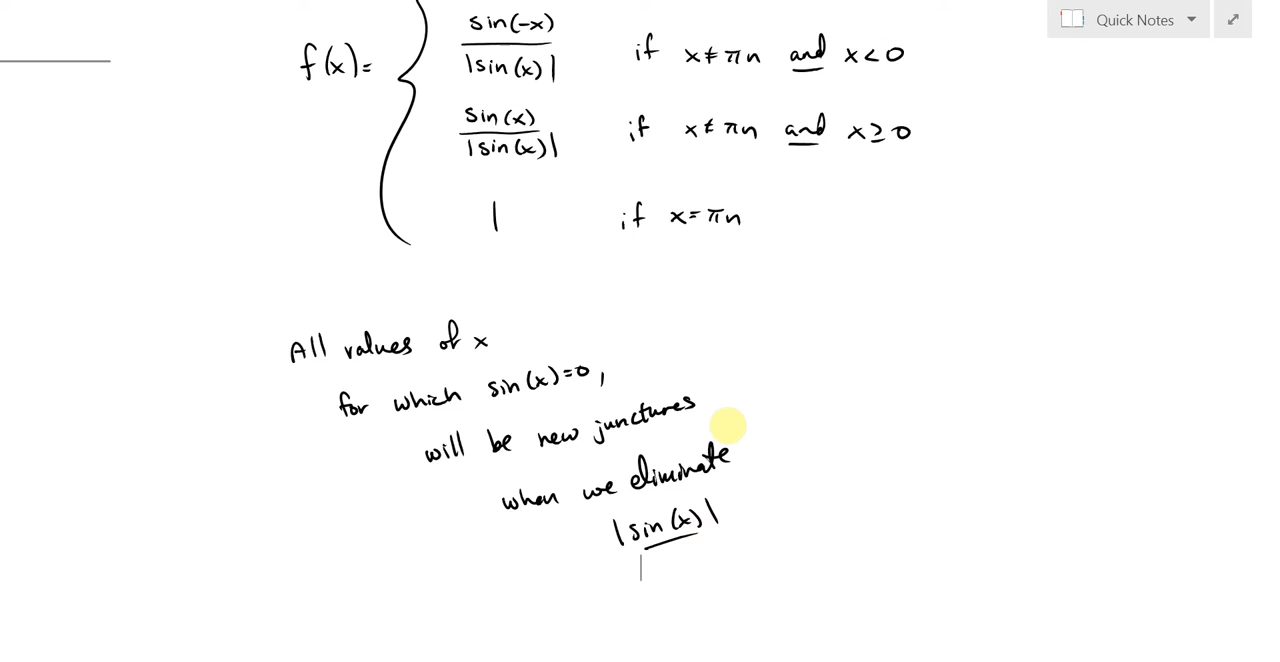 Quick Notes
f(x)= { sin(-x) / |sin(x)| if x≠πn and x<0
sin(x) / |sin(x)| if x≠πn and x≥0
1 if x=πn
All values of x
for which sin(x)=0,
will be new junctures
when we eliminate
|sin(x)|